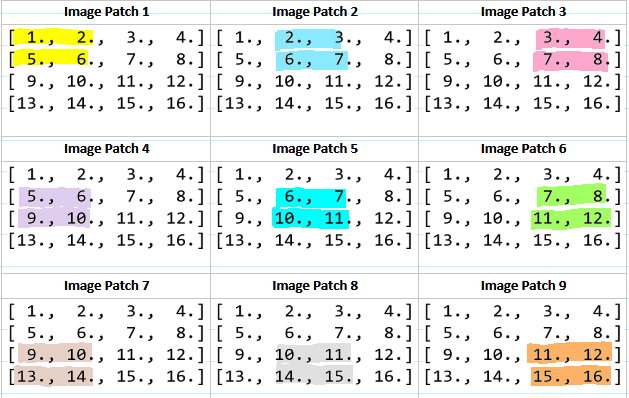 Image Patch 1 Image Patch 2 Image Patch 3
[ 1., 2., 3., 4.] [ 1., 2., 3., 4.] [ 1., 2., 3., 4.]
[ 5., 6., 7., 8.] [ 5., 6., 7., 8.] [ 5., 6., 7., 8.]
[ 9., 10., 11., 12.] [ 9., 10., 11., 12.] [ 9., 10., 11., 12.]
[13., 14., 15., 16.] [13., 14., 15., 16.] [13., 14., 15., 16.]
Image Patch 4 Image Patch 5 Image Patch 6
[ 1., 2., 3., 4.] [ 1., 2., 3., 4.] [ 1., 2., 3., 4.]
[ 5., 6., 7., 8.] [ 5., 6., 7., 8.] [ 5., 6., 7., 8.]
[ 9., 10., 11., 12.] [ 9., 10., 11., 12.] [ 9., 10., 11., 12.]
[13., 14., 15., 16.] [13., 14., 15., 16.] [13., 14., 15., 16.]
Image Patch 7 Image Patch 8 Image Patch 9
[ 1., 2., 3., 4.] [ 1., 2., 3., 4.] [ 1., 2., 3., 4.]
[ 5., 6., 7., 8.] [ 5., 6., 7., 8.] [ 5., 6., 7., 8.]
[ 9., 10., 11., 12.] [ 9., 10., 11., 12.] [ 9., 10., 11., 12.]
[13., 14., 15., 16.] [13., 14., 15., 16.] [13., 14., 15., 16.]